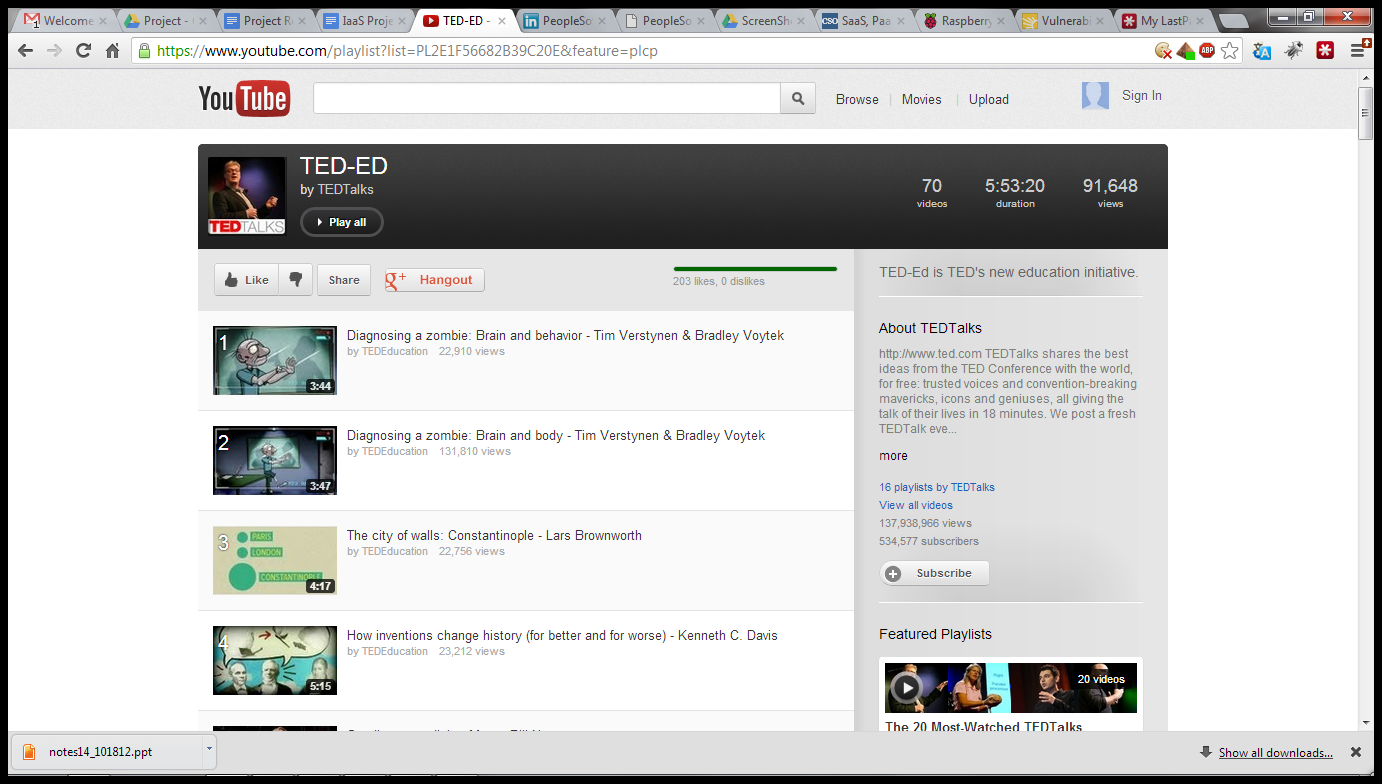 1 Welcome
Project -
Project Re
IaaS Proje
TED-ED -
PeopleSo
PeopleSo
ScreenSh
CSO SaaS, Paa
Raspberry
Vulnerabi
My LastP
https://www.youtube.com/playlist?list=PL2E1F56682B39C20E&feature=plcp
ABP
YouTube
Browse
Movies
Upload
Sign In
TED-ED
by TEDTalks
Play all
TEDTALKS
70
videos
5:53:20
duration
91,648
views
Like
Share
g+ Hangout
203 likes, 0 dislikes
1
3:44
Diagnosing a zombie: Brain and behavior - Tim Verstynen & Bradley Voytek
by TEDEducation 22,910 views
2
3:47
Diagnosing a zombie: Brain and body - Tim Verstynen & Bradley Voytek
by TEDEducation 131,810 views
3
PARIS
LONDON
CONSTANTINOPLE
4:17
The city of walls: Constantinople - Lars Brownworth
by TEDEducation 22,756 views
4
5:15
How inventions change history (for better and for worse) - Kenneth C. Davis
by TEDEducation 23,212 views
TED-Ed is TED's new education initiative.
About TEDTalks
http://www.ted.com TEDTalks shares the best
ideas from the TED Conference with the world,
for free: trusted voices and convention-breaking
mavericks, icons and geniuses, all giving the
talk of their lives in 18 minutes. We post a fresh
TEDTalk eve...
more
16 playlists by TEDTalks
View all videos
137,938,966 views
534,577 subscribers
Subscribe
Featured Playlists
20 videos
The 20 Most-Watched TEDTalks
notes14_101812.ppt
Show all downloads...